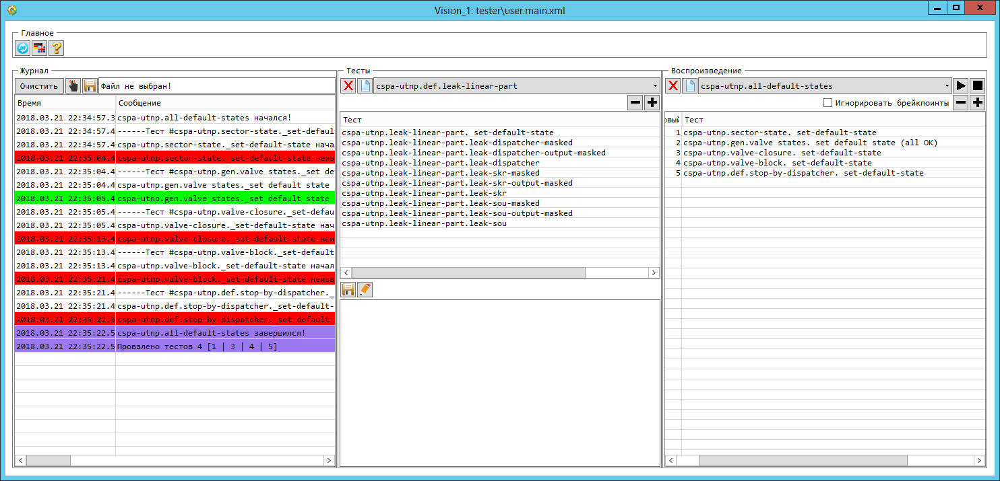 Vision_1: tester\user.main.xml
Главное
Журнал
Очистить
Файл не выбран!
Время Сообщение
2018.03.21 22:34:57.3 cspa-utnp.all-default-states начался!
2018.03.21 22:34:57.4 ------Тест #cspa-utnp.sector-state._set-defaul
2018.03.21 22:34:57.4 cspa-utnp.sector-state._set-default-state нача
2018.03.21 22:35:04.4 cspa-utnp.sector-state._set-default-state неиз
2018.03.21 22:35:04.4 ------Тест #cspa-utnp.gen.valve states._set de
2018.03.21 22:35:04.4 cspa-utnp.gen.valve states._set default state
2018.03.21 22:35:05.4 cspa-utnp.gen.valve states._set default state
2018.03.21 22:35:05.4 ------Тест #cspa-utnp.valve-closure._set-defau
2018.03.21 22:35:05.4 cspa-utnp.valve-closure._set-default-state нач
2018.03.21 22:35:13.4 cspa-utnp.valve-closure._set-default-state неи
2018.03.21 22:35:13.4 ------Тест #cspa-utnp.valve-block._set-default
2018.03.21 22:35:13.4 cspa-utnp.valve-block._set-default-state начал
2018.03.21 22:35:21.4 cspa-utnp.valve-block._set-default-state неизв
2018.03.21 22:35:21.4 ------Тест #cspa-utnp.def.stop-by-dispatcher._
2018.03.21 22:35:21.4 cspa-utnp.def.stop-by-dispatcher._set-default-
2018.03.21 22:35:22.5 cspa-utnp.def.stop-by-dispatcher._set-default-
2018.03.21 22:35:22.5 cspa-utnp.all-default-states завершился!
2018.03.21 22:35:22.5 Провалено тестов 4 [1 | 3 | 4 | 5]
Тесты
cspa-utnp.def.leak-linear-part
Тест
cspa-utnp.leak-linear-part. set-default-state
cspa-utnp.leak-linear-part.leak-dispatcher-masked
cspa-utnp.leak-linear-part.leak-dispatcher-output-masked
cspa-utnp.leak-linear-part.leak-dispatcher
cspa-utnp.leak-linear-part.leak-skr-masked
cspa-utnp.leak-linear-part.leak-skr-output-masked
cspa-utnp.leak-linear-part.leak-skr
cspa-utnp.leak-linear-part.leak-sou-masked
cspa-utnp.leak-linear-part.leak-sou-output-masked
cspa-utnp.leak-linear-part.leak-sou
Воспроизведение
cspa-utnp.all-default-states
Игнорировать брейкпоинты
овый Тест
1 cspa-utnp.sector-state. set-default-state
2 cspa-utnp.gen.valve states. set default state (all OK)
3 cspa-utnp.valve-closure. set-default-state
4 cspa-utnp.valve-block. set-default-state
5 cspa-utnp.def.stop-by-dispatcher. set-default-state